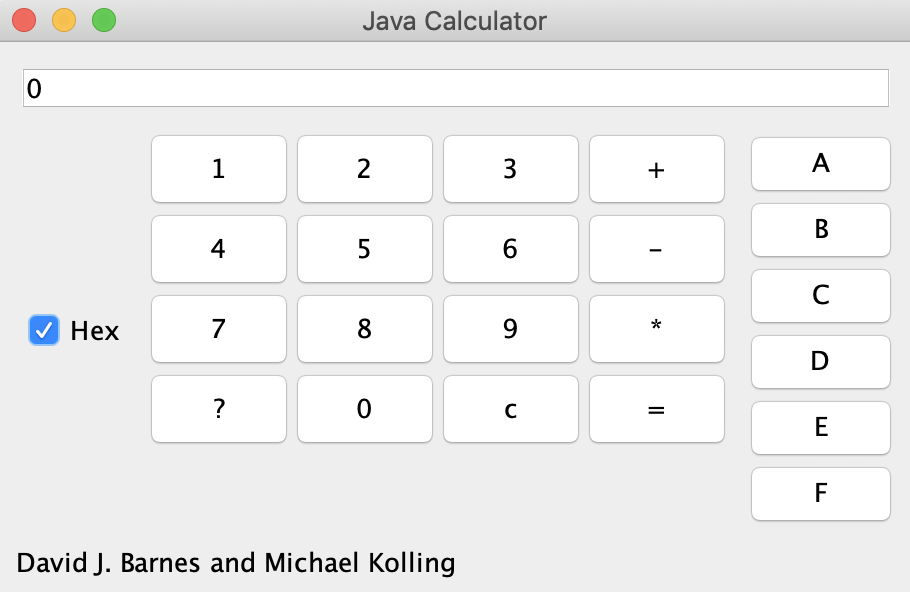 Java Calculator
0
1 2 3 + A
4 5 6 - B
C
Hex 7 8 9 * D
? 0 c = E
F
David J. Barnes and Michael Kolling